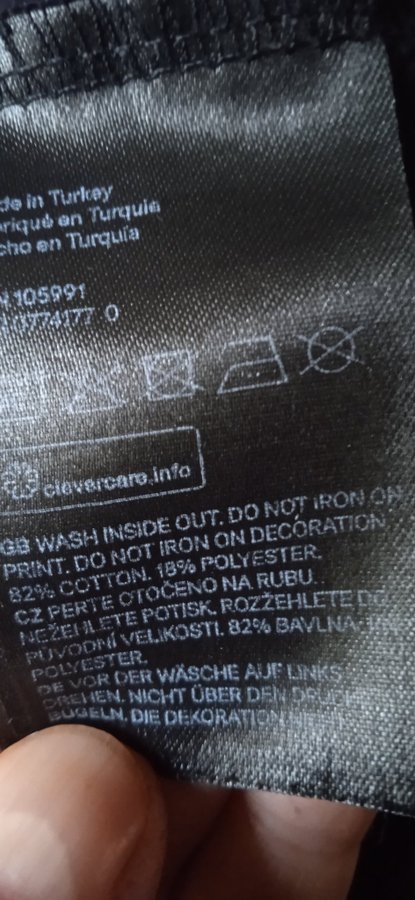 de in Turkey
riqué en Turquie
cho en Turquía
105991
0
clevercare.info
GB WASH INSIDE OUT. DO NOT IRON ON
PRINT. DO NOT IRON ON DECORATION.
82% COTTON. 18% POLYESTER.
CZ PERTE OTOČENO NA RUBU.
NEŽEHLETE POTISK. ROZŽEHLETE DO
PŮVODNÍ VELIKOSTI. 82% BAVLNA.
POLYESTER.
DE VOR DER WÄSCHE AUF LINKS
DREHEN. NICHT ÜBER DEN DRUCK
BÜGELN. DIE DEKORATION